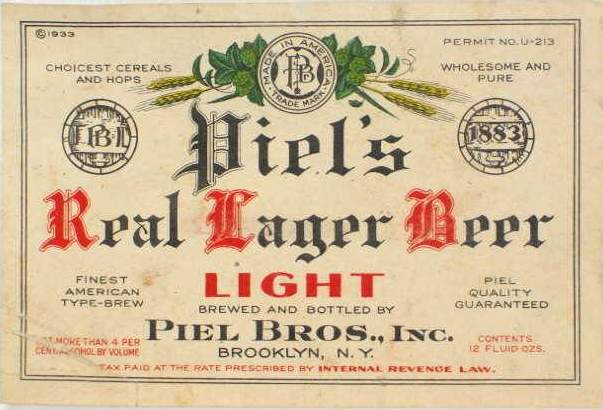 ©1933
PERMIT NO. U-213
CHOICEST CEREALS
AND HOPS
MADE IN AMERICA
PB
TRADE MARK
WHOLESOME AND
PURE
PB
1883
Piel's
Real Lager Beer
LIGHT
FINEST
AMERICAN
TYPE-BREW
PIEL
QUALITY
GUARANTEED
BREWED AND BOTTLED BY
PIEL BROS., INC.
BROOKLYN, N.Y.
MORE THAN 4 PER
CENT. ALCOHOL BY VOLUME
CONTENTS
12 FLUID OZS.
TAX PAID AT THE RATE PRESCRIBED BY INTERNAL REVENUE LAW.